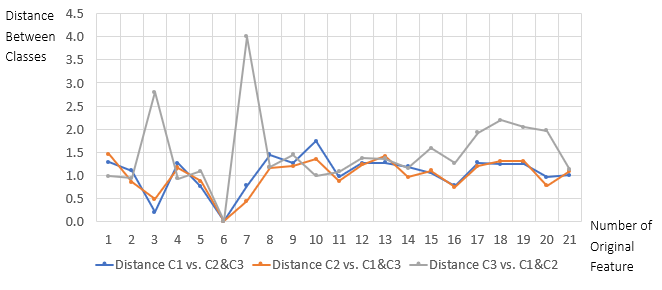 Distance
Between
Classes
4.5
4.0
3.5
3.0
2.5
2.0
1.5
1.0
0.5
0.0
1 2 3 4 5 6 7 8 9 10 11 12 13 14 15 16 17 18 19 20 21
Number of
Original
Feature
Distance C1 vs. C2&C3 Distance C2 vs. C1&C3 Distance C3 vs. C1&C2